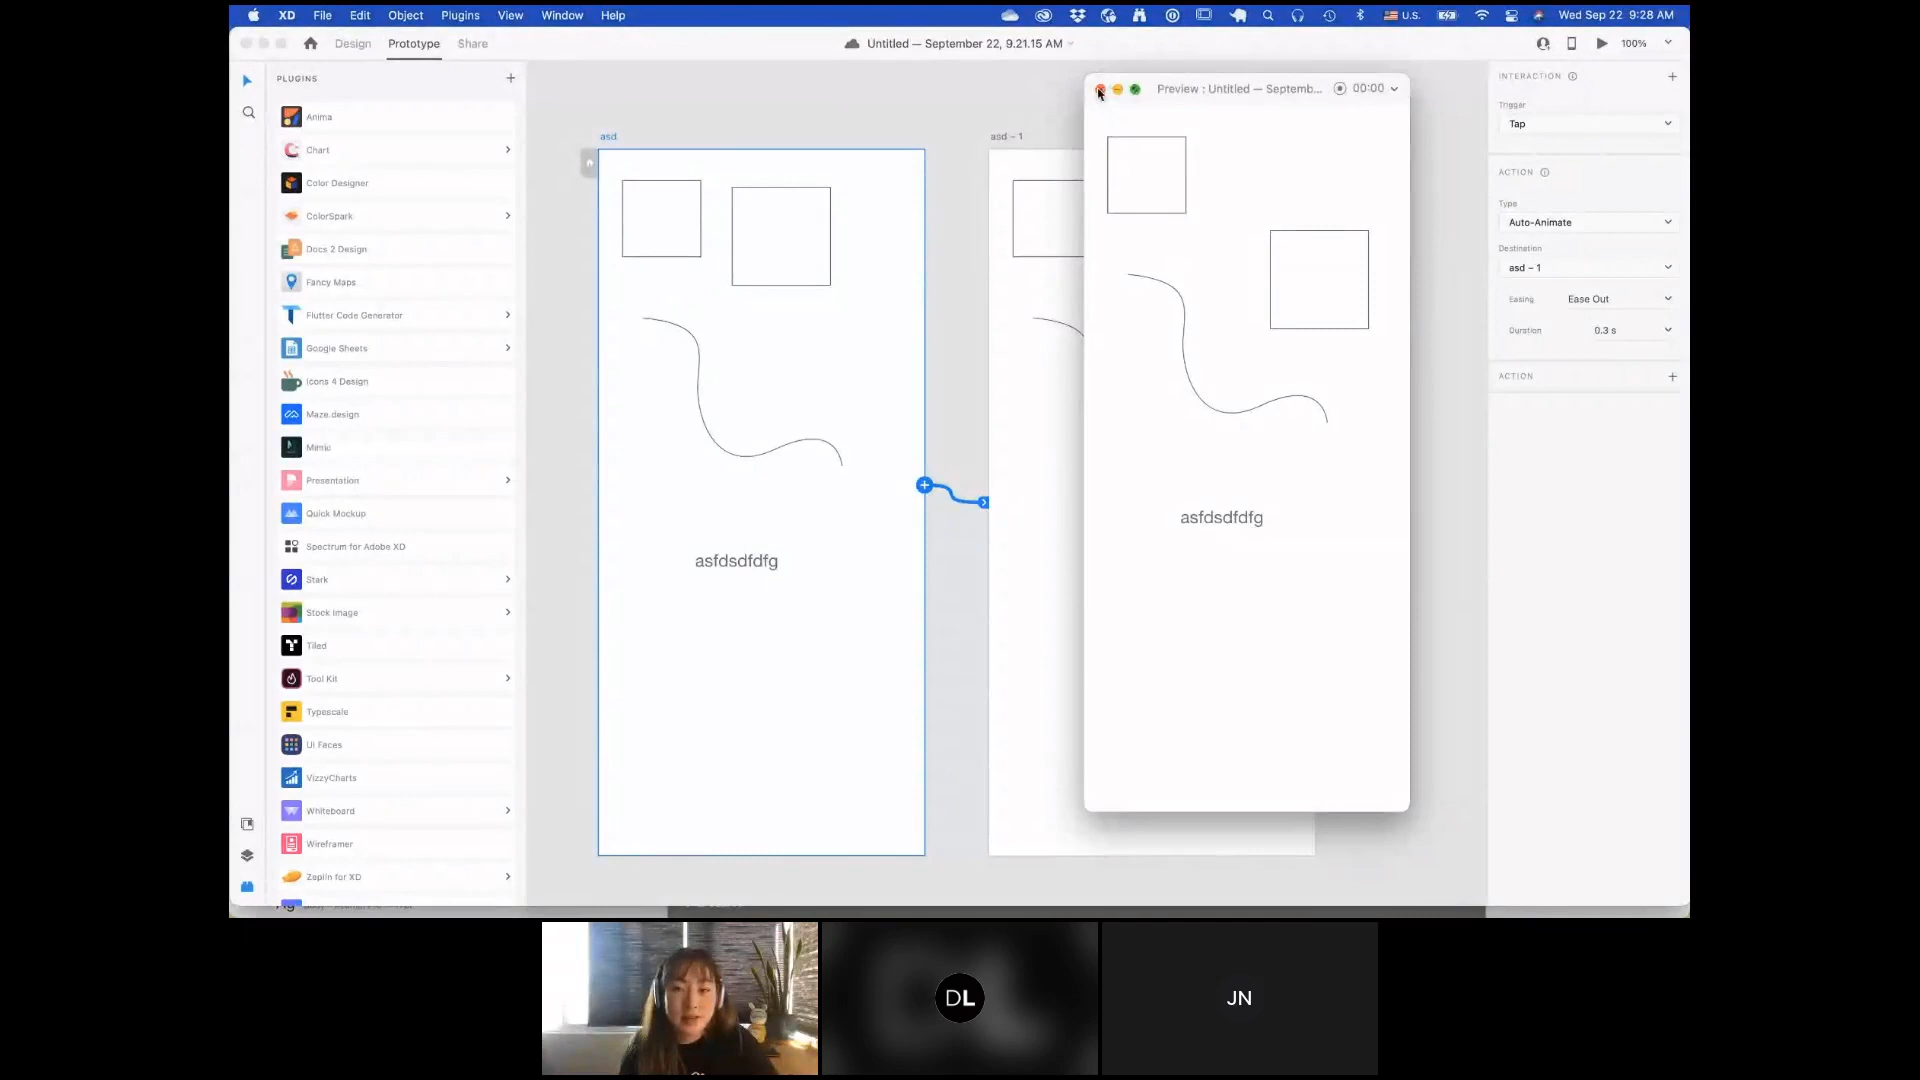 XD File Edit Object Plugins View Window Help
U.S. Wed Sep 22 9:28 AM
Design Prototype Share
Untitled — September 22, 9.21.15 AM
100%
PLUGINS
Anima
Chart
Color Designer
ColorSpark
Docs 2 Design
Fancy Maps
Flutter Code Generator
Google Sheets
Icons 4 Design
Maze.design
Mimic
Presentation
Quick Mockup
Spectrum for Adobe XD
Stark
Stock Image
Tiled
Tool Kit
Typescale
UI Faces
VizzyCharts
Whiteboard
Wireframer
Zeplin for XD
asd
asfdsdfdfg
asd – 1
Preview : Untitled — Septemb... 00:00
asfdsdfdfg
INTERACTION
Trigger
Tap
ACTION
Type
Auto-Animate
Destination
asd – 1
Easing Ease Out
Duration 0.3 s
ACTION
DL
JN